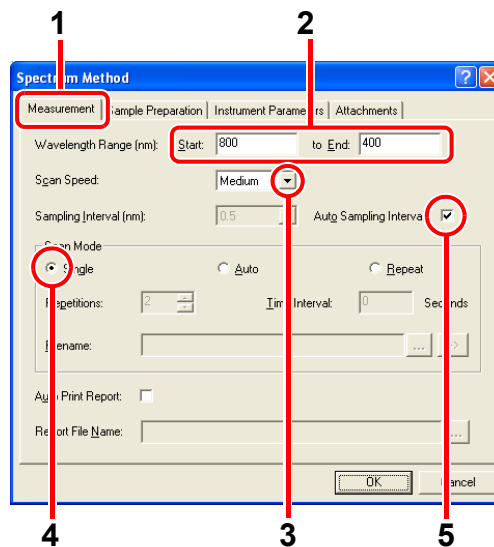 1 2
Spectrum Method
Measurement Sample Preparation Instrument Parameters Attachments
Wavelength Range (nm): Start: 800 to End: 400
Scan Speed: Medium
Sampling Interval (nm): 0.5 Auto Sampling Interval
Scan Mode
Single Auto Repeat
Repetitions: 2 Time Interval: 0 Seconds
Filename: ... ->
Auto Print Report:
Report File Name: ...
OK Cancel
4 3 5